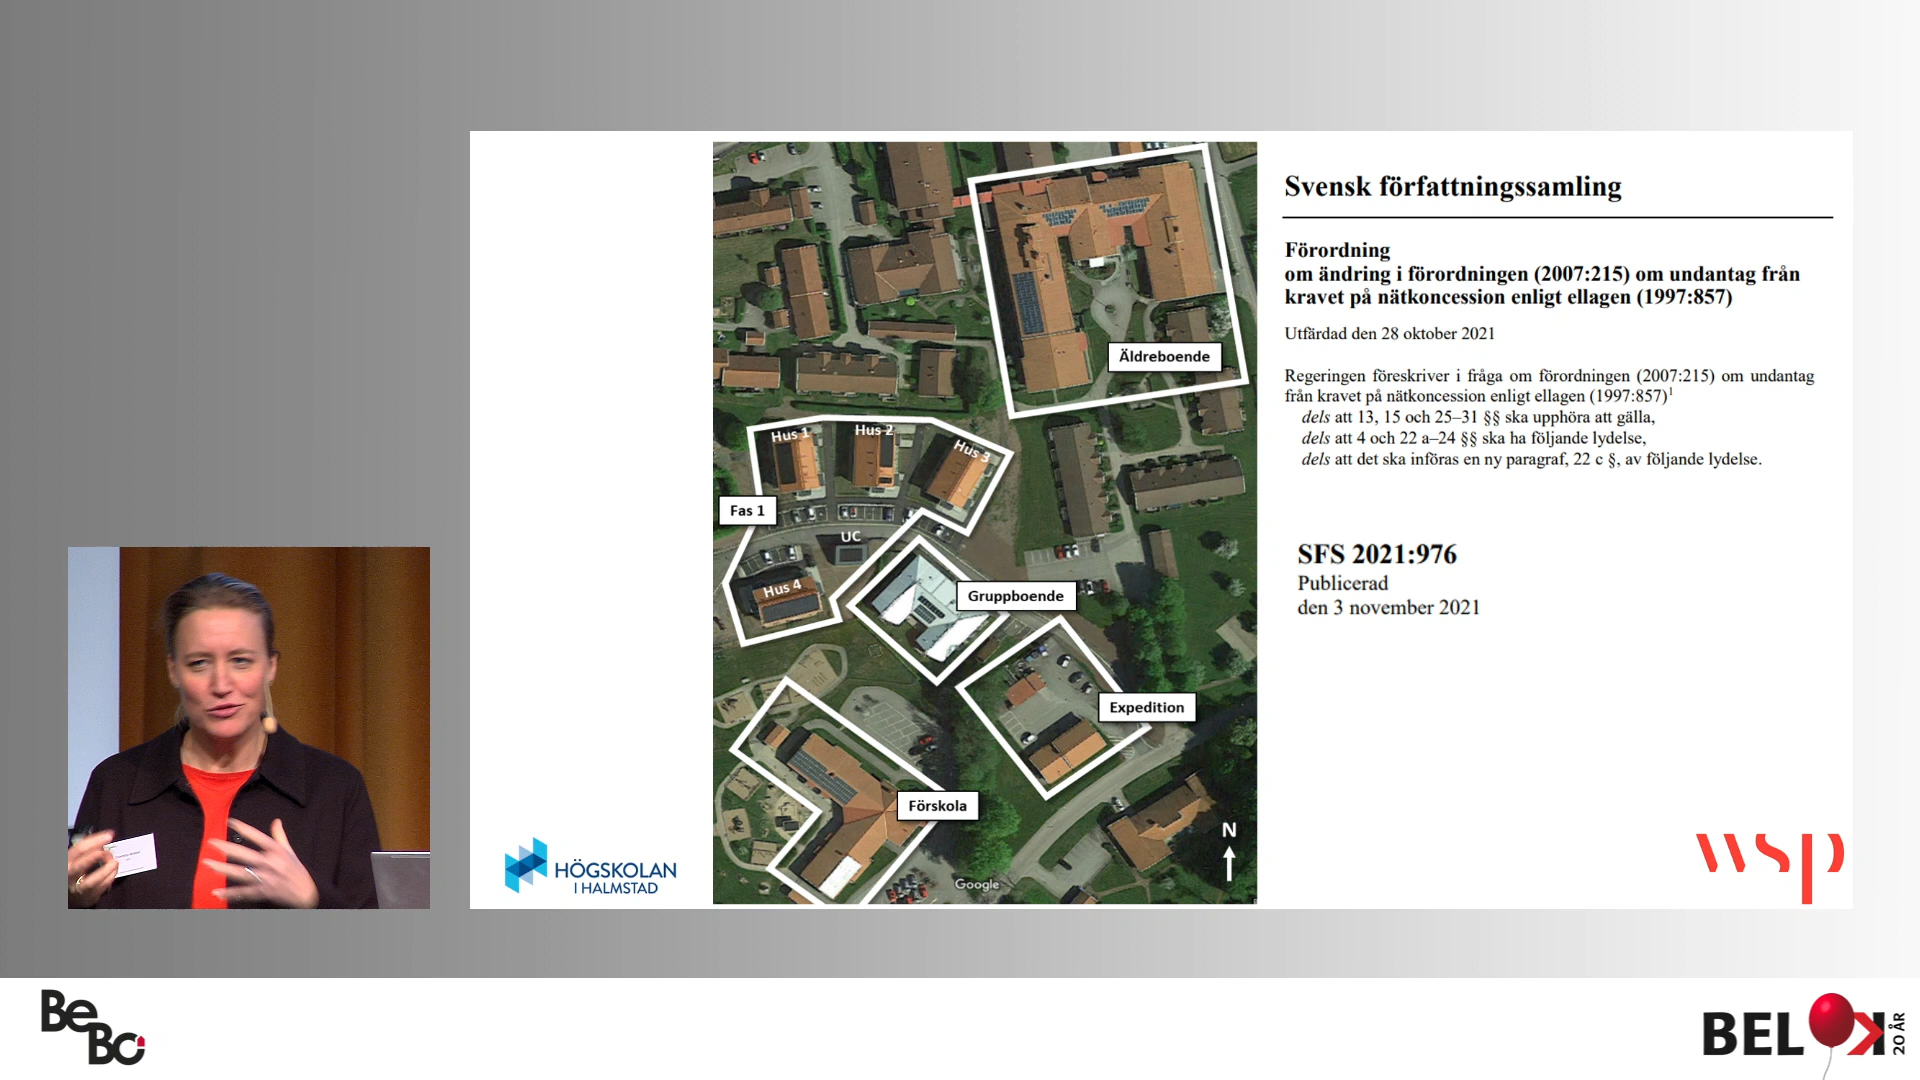 Svensk författningssamling
Förordning
om ändring i förordningen (2007:215) om undantag från
kravet på nätkoncession enligt ellagen (1997:857)
Utfärdad den 28 oktober 2021
Regeringen föreskriver i fråga om förordningen (2007:215) om undantag
från kravet på nätkoncession enligt ellagen (1997:857)1
dels att 13, 15 och 25–31 §§ ska upphöra att gälla,
dels att 4 och 22 a–24 §§ ska ha följande lydelse,
dels att det ska införas en ny paragraf, 22 c §, av följande lydelse.
SFS 2021:976
Publicerad
den 3 november 2021
Äldreboende
Hus 1
Hus 2
Hus 3
Fas 1
UC
Hus 4
Gruppboende
Expedition
Förskola
N
Google
HÖGSKOLAN
I HALMSTAD
wsp
BeBo
BELOK
20 ÅR